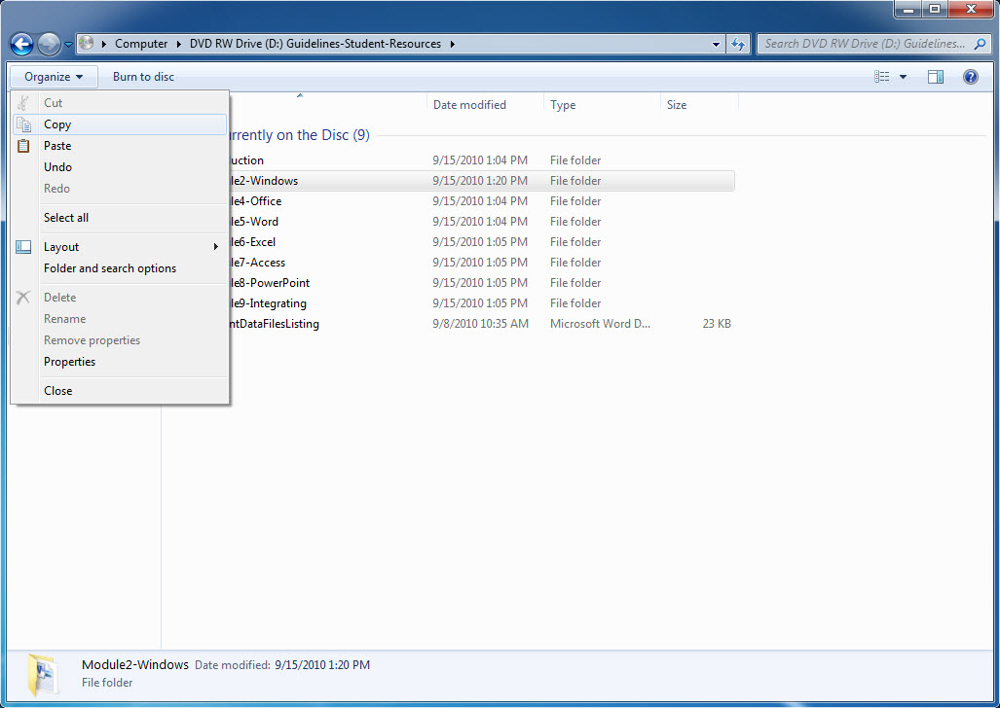 Computer DVD RW Drive (D:) Guidelines-Student-Resources Search DVD RW Drive (D:) Guidelines...
Organize Burn to disc
Cut
Copy
Paste
Undo
Redo
Select all
Layout
Folder and search options
Delete
Rename
Remove properties
Properties
Close
Date modified Type Size
rrently on the Disc (9)
uction 9/15/2010 1:04 PM File folder
le2-Windows 9/15/2010 1:20 PM File folder
le4-Office 9/15/2010 1:04 PM File folder
le5-Word 9/15/2010 1:04 PM File folder
le6-Excel 9/15/2010 1:05 PM File folder
le7-Access 9/15/2010 1:05 PM File folder
le8-PowerPoint 9/15/2010 1:05 PM File folder
le9-Integrating 9/15/2010 1:05 PM File folder
ntDataFilesListing 9/8/2010 10:35 AM Microsoft Word D... 23 KB
Module2-Windows Date modified: 9/15/2010 1:20 PM
File folder